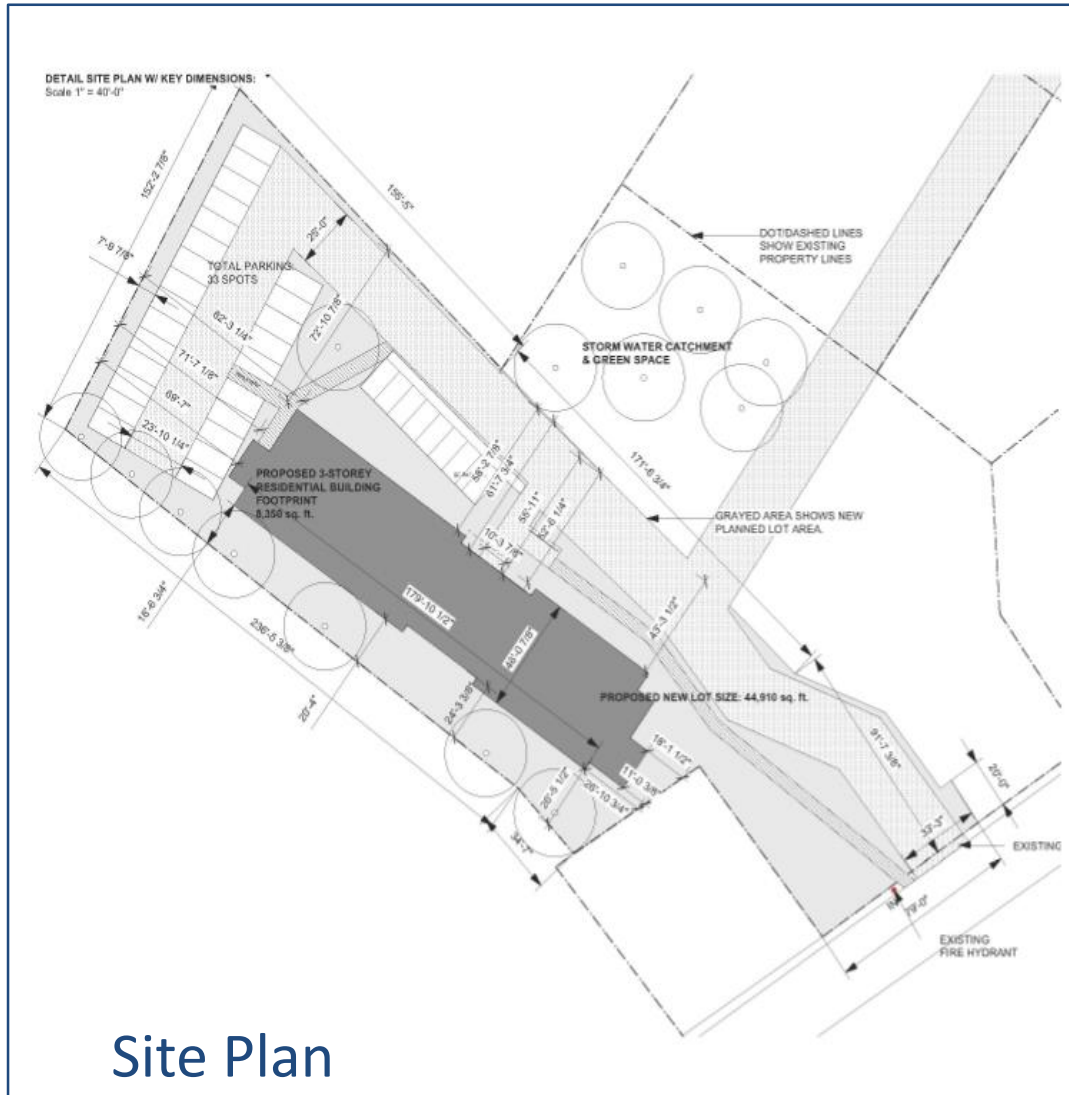 DETAIL SITE PLAN W/ KEY DIMENSIONS:
Scale 1" = 40'-0"
152'-2 7/8"
155'-5"
25'-0"
7'-9 7/8"
TOTAL PARKING:
33 SPOTS
DOT/DASHED LINES
SHOW EXISTING
PROPERTY LINES
62'-3 1/4"
72'-10 7/8"
STORM WATER CATCHMENT
& GREEN SPACE
71'-7 1/8"
69'-7"
23'-10 1/4"
58'-2 7/8"
61'-7 3/4"
171'-6 3/8"
PROPOSED 3-STOREY
RESIDENTIAL BUILDING
FOOTPRINT
8,350 sq. ft.
55'-11"
52'-6 1/4"
GRAYED AREA SHOWS NEW
PLANNED LOT AREA.
10'-3 7/8"
18'-6 3/4"
179'-10 1/2"
236'-5 3/8"
46'-0 7/8"
43'-3 1/2"
20'-4"
24'-3 3/8"
PROPOSED NEW LOT SIZE: 44,910 sq. ft.
18'-1 1/2"
91'-7 3/8"
20'-0"
11'-0 3/8"
26'-5 1/2"
26'-10 3/4"
34'-7"
33'-3"
EXISTING
79'-0"
EXISTING
FIRE HYDRANT
Site Plan